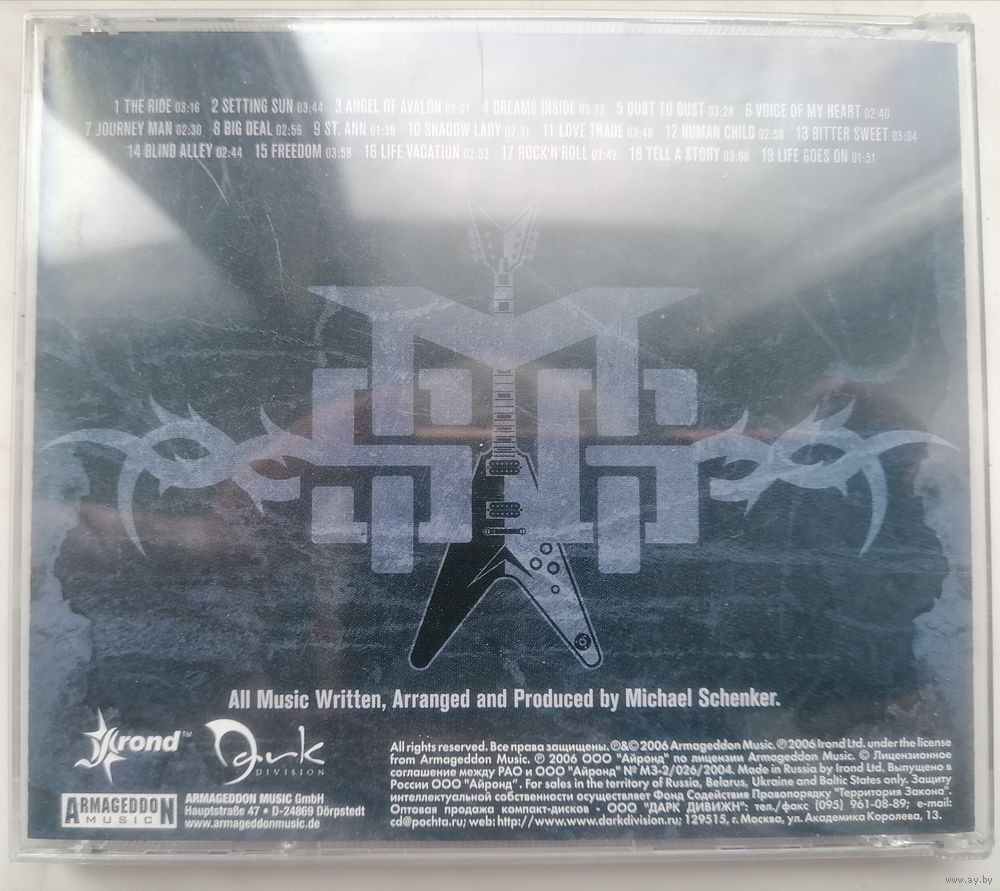 1 THE RIDE 03:16 2 SETTING SUN 03:44 3 ANGEL OF AVALON 02:21 4 DREAMS INSIDE 03:33 5 DUST TO DUST 03:28 6 VOICE OF MY HEART 02:40
7 JOURNEY MAN 02:30 8 BIG DEAL 02:59 9 ST. ANN 01:38 10 SHADOW LADY 02:31 11 LOVE TRADE 03:48 12 HUMAN CHILD 02:58 13 BITTER SWEET 03:04
14 BLIND ALLEY 02:44 15 FREEDOM 03:58 16 LIFE VACATION 02:53 17 ROCK'N'ROLL 03:42 18 TELL A STORY 03:08 19 LIFE GOES ON 01:51
MSG
All Music Written, Arranged and Produced by Michael Schenker.
Irond™
Dark
DIVISION
ARMAGEDDON
MUSIC
ARMAGEDDON MUSIC GmbH
Hauptstraße 47 • D-24869 Dörpstedt
www.armageddonmusic.de
All rights reserved. Все права защищены. ℗&© 2006 Armageddon Music. ℗ 2006 Irond Ltd. under the license
from Armageddon Music. ℗ 2006 ООО "Айронд" по лицензии Armageddon Music. © Лицензионное
соглашение между РАО и ООО "Айронд" № МЗ-2/026/2004. Made in Russia by Irond Ltd. Выпущено в
России ООО "Айронд". For sales in the territory of Russia, Belarus, Ukraine and Baltic States only. Защиту
интеллектуальной собственности осуществляет Фонд Содействия Правопорядку "Территория Закона".
Оптовая продажа компакт-дисков • ООО "ДАРК ДИВИЖН": тел./факс (095) 961-08-89; e-mail:
cd@pochta.ru; web: http://www.www.darkdivision.ru; 129515, г. Москва, ул. Академика Королева, 13.
www.ay.by